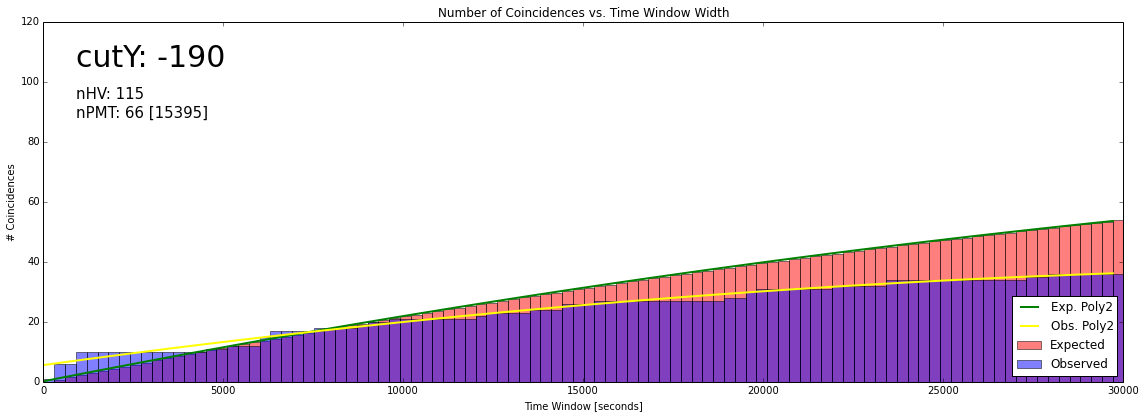 Number of Coincidences vs. Time Window Width
120
100
80
60
40
20
0
# Coincidences
cutY: -190
nHV: 115
nPMT: 66 [15395]
Exp. Poly2
Obs. Poly2
Expected
Observed
0 5000 10000 15000 20000 25000 30000
Time Window [seconds]